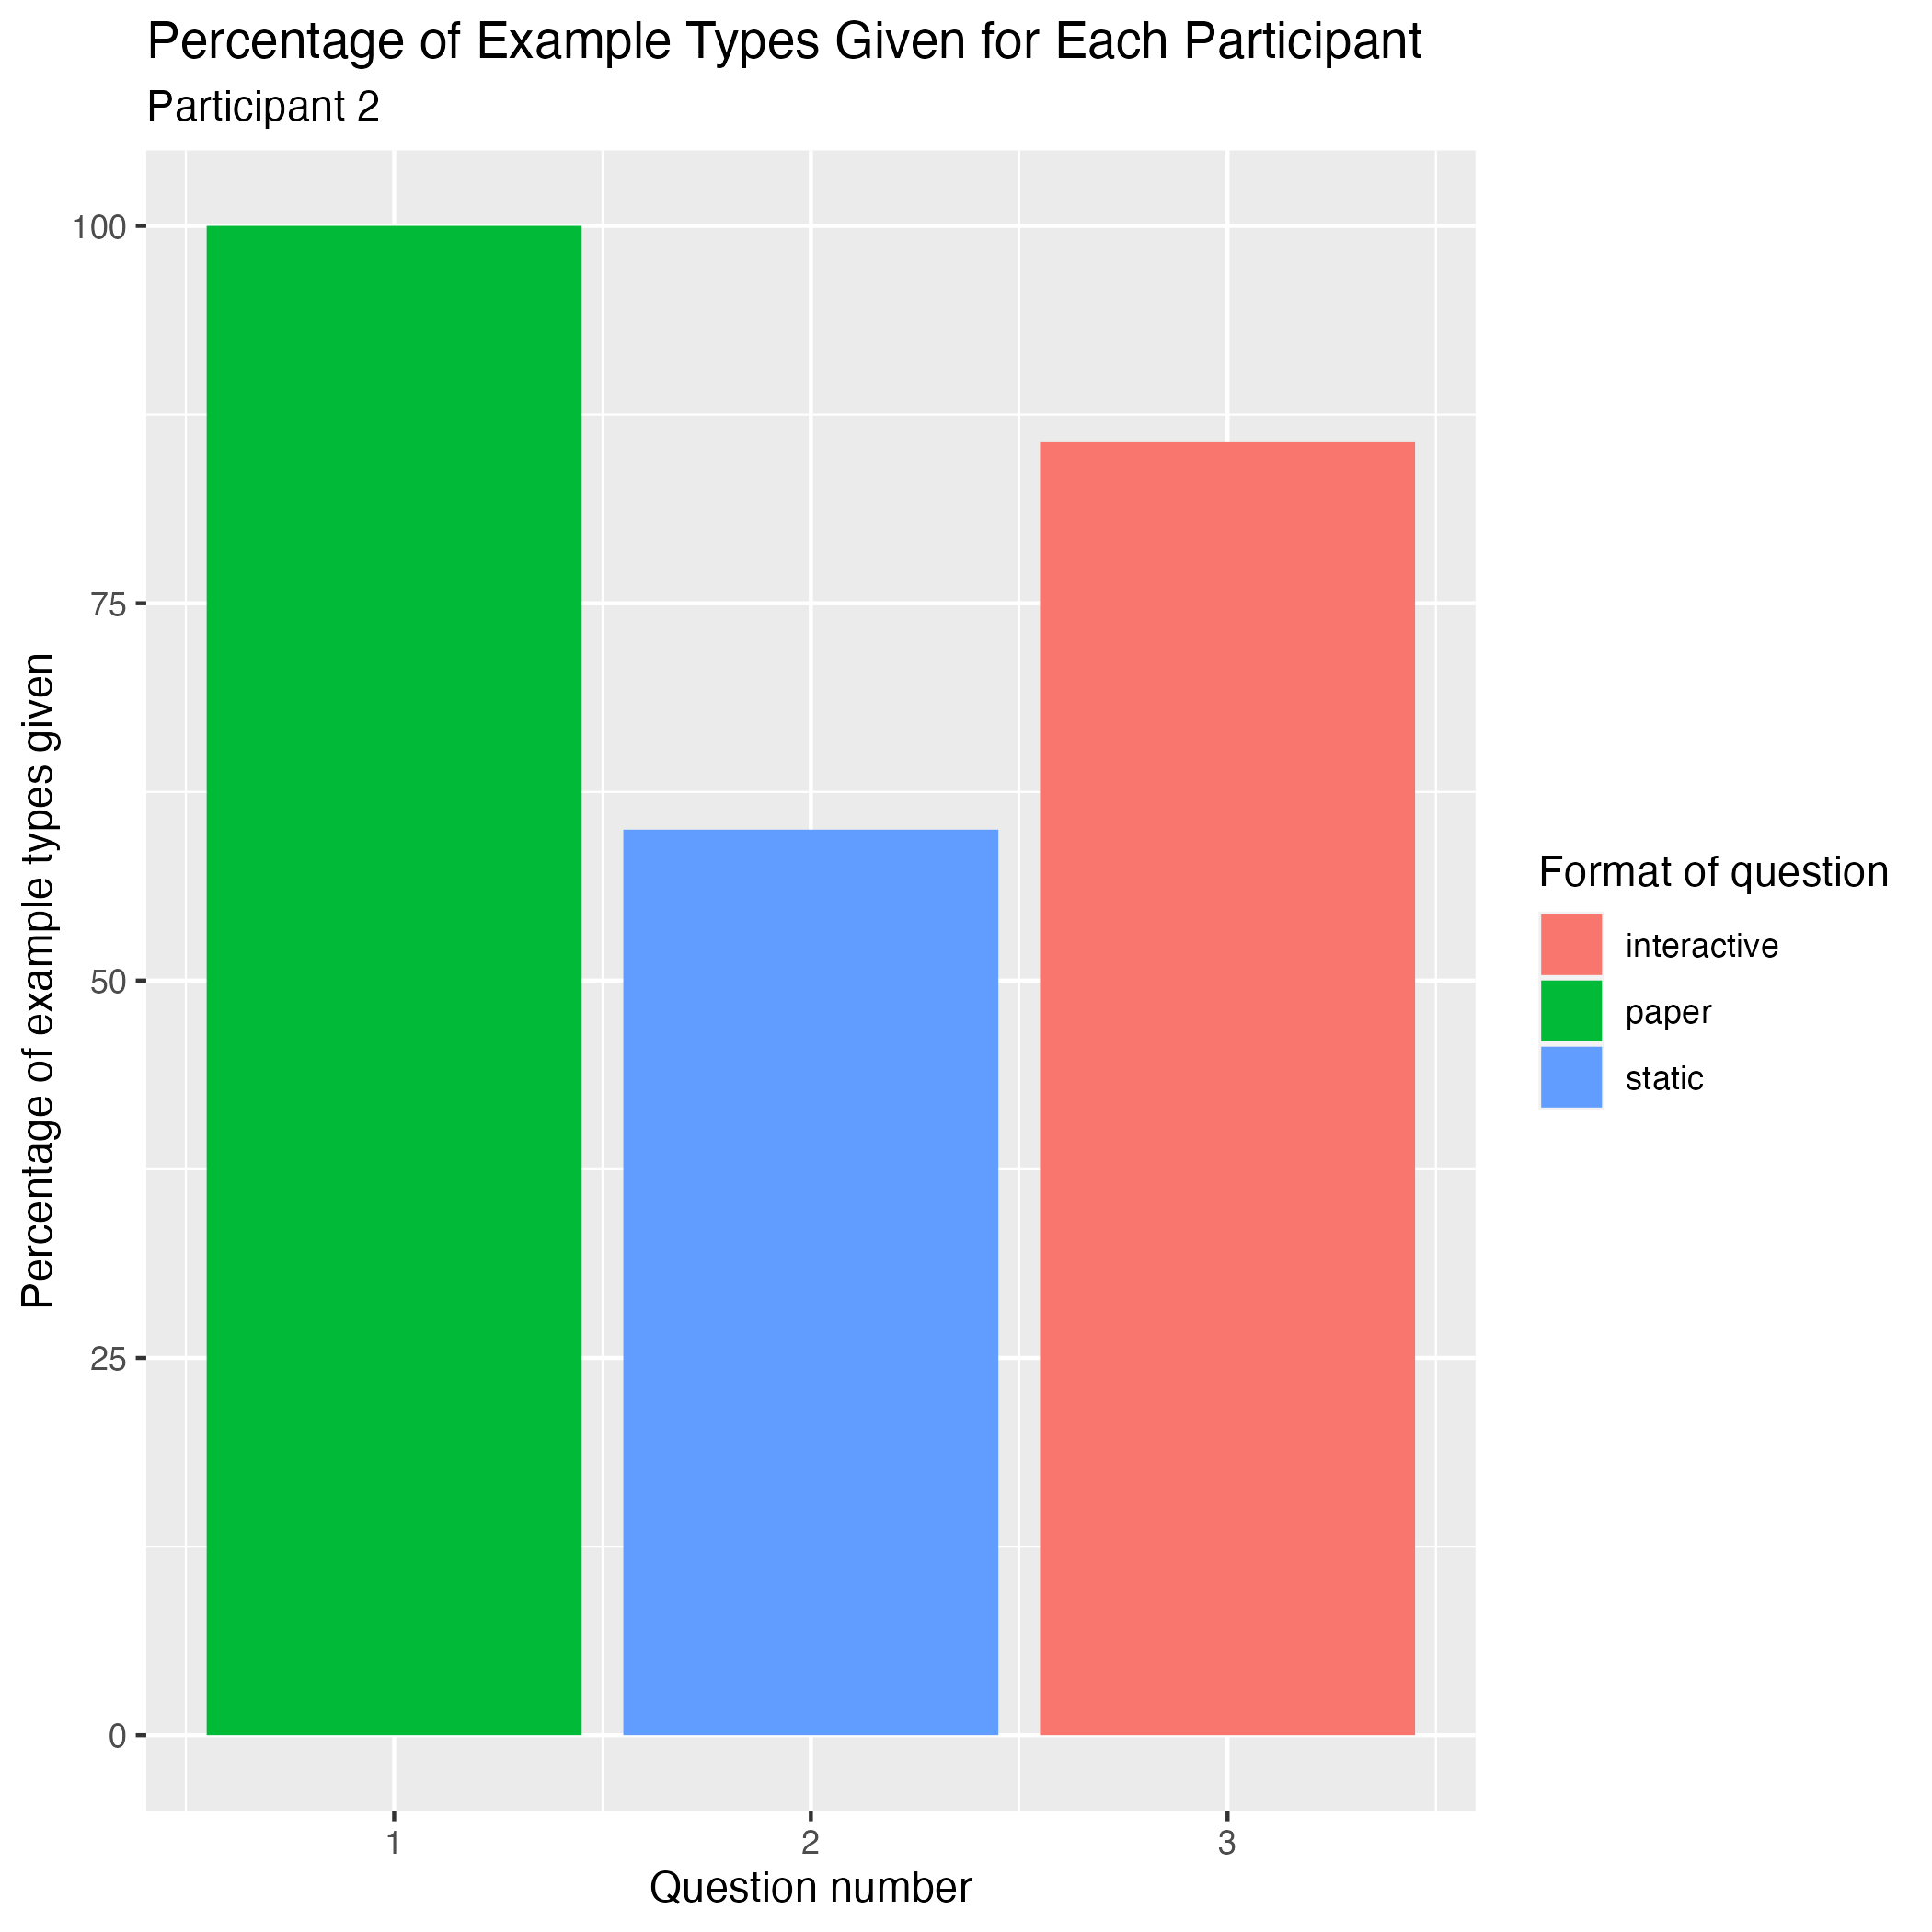 Percentage of Example Types Given for Each Participant
Participant 2
Percentage of example types given
100
75
50
25
0
1
2
3
Question number
Format of question
interactive
paper
static